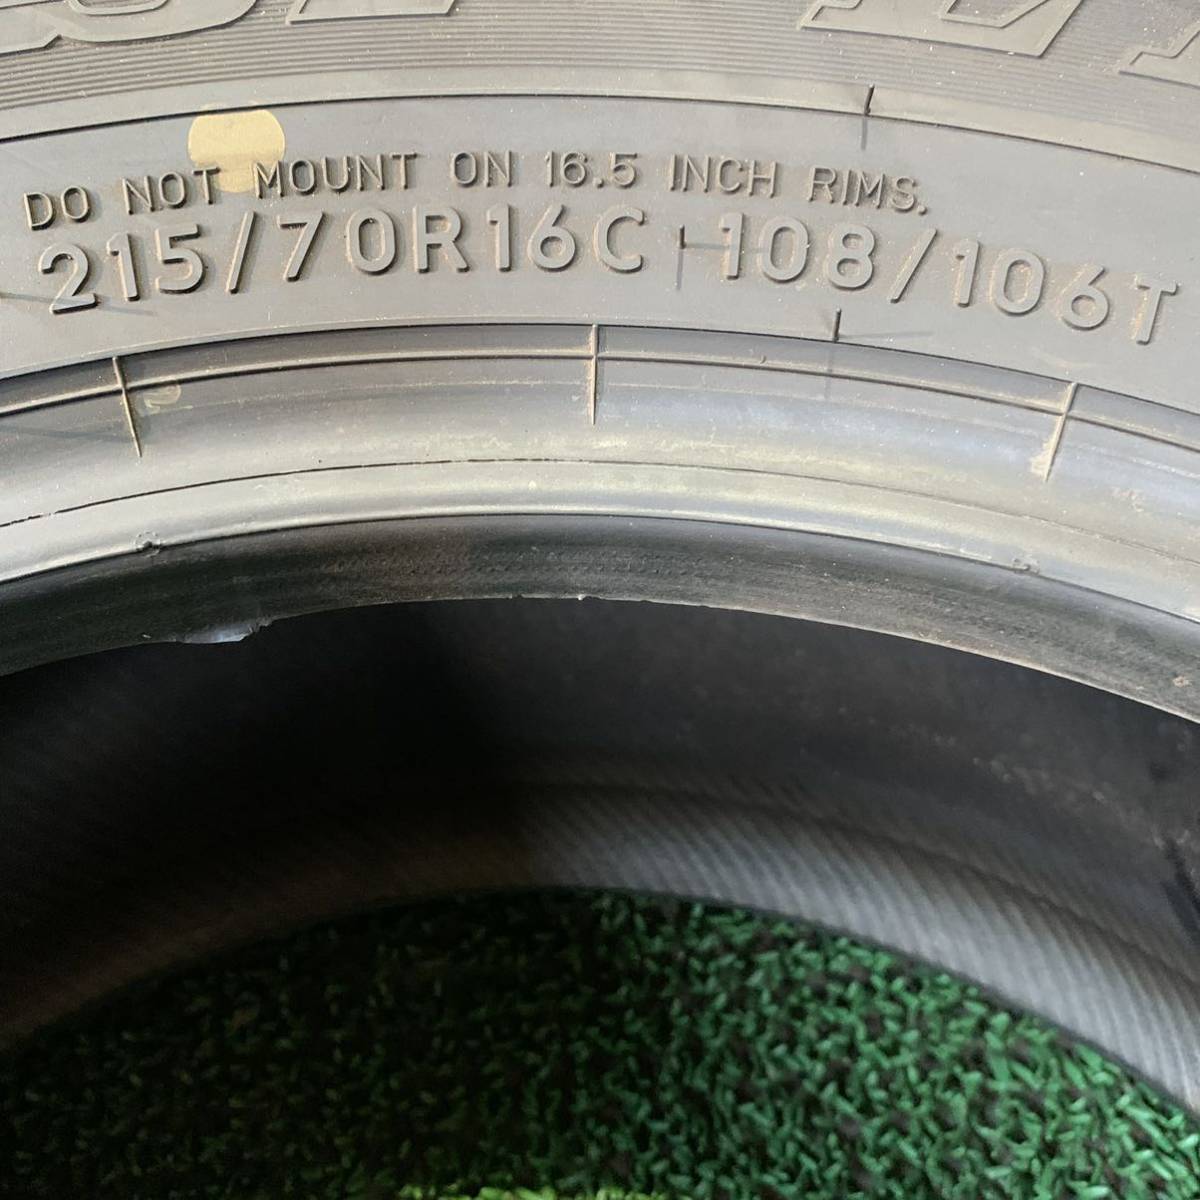 DO NOT MOUNT ON 16.5 INCH RIMS.
215/70R16C 108/106T